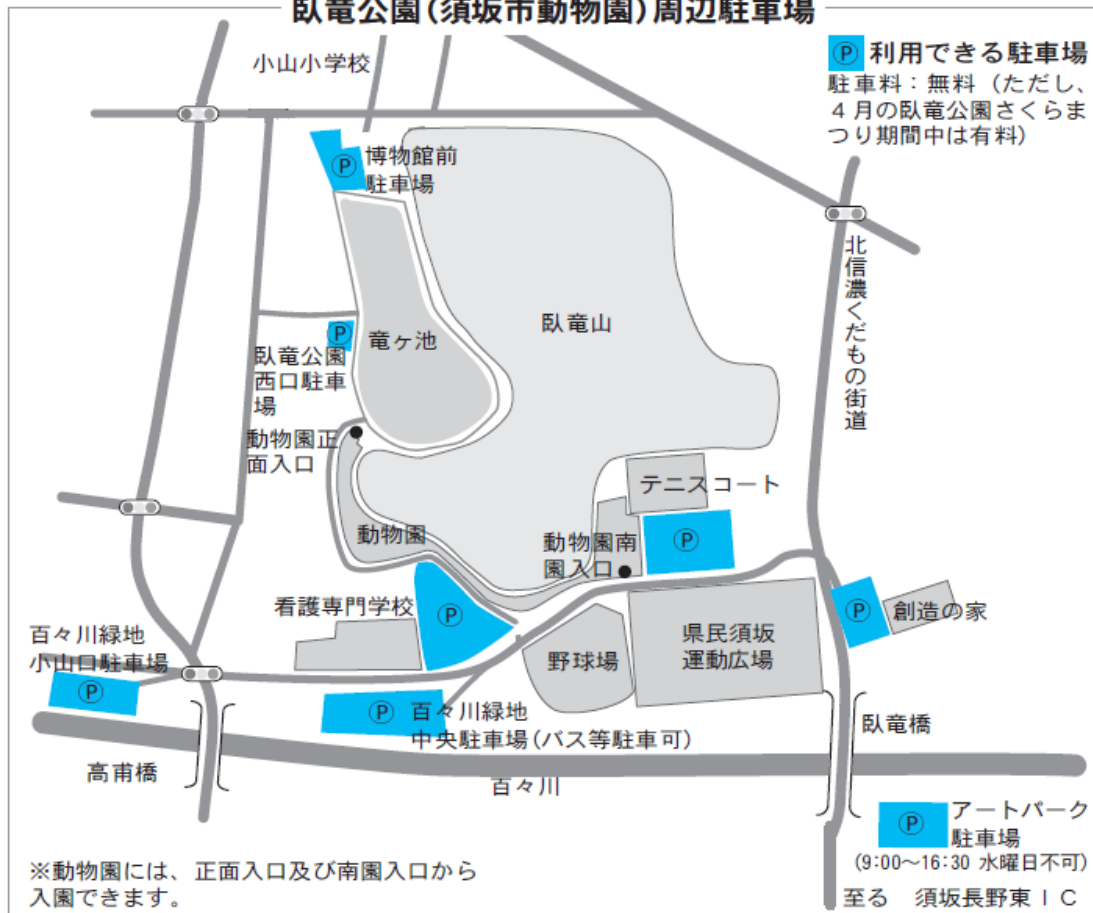 臥竜公園(須坂市動物園)周辺駐車場
小山小学校
Ⓟ 利用できる駐車場
駐車料：無料（ただし、
４月の臥竜公園さくらま
つり期間中は有料）
Ⓟ 博物館前
駐車場
北信濃くだもの街道
臥竜山
Ⓟ 竜ヶ池
臥竜公園
西口駐車
場
動物園正
面入口
テニスコート
動物園
動物園南
園入口
Ⓟ
看護専門学校
Ⓟ
Ⓟ 創造の家
百々川緑地
小山口駐車場
Ⓟ
野球場
県民須坂
運動広場
Ⓟ 百々川緑地
中央駐車場(バス等駐車可)
臥竜橋
高甫橋
百々川
Ⓟ アートパーク
駐車場
(9:00～16:30 水曜日不可)
※動物園には、正面入口及び南園入口から
入園できます。
至る　須坂長野東ＩＣ